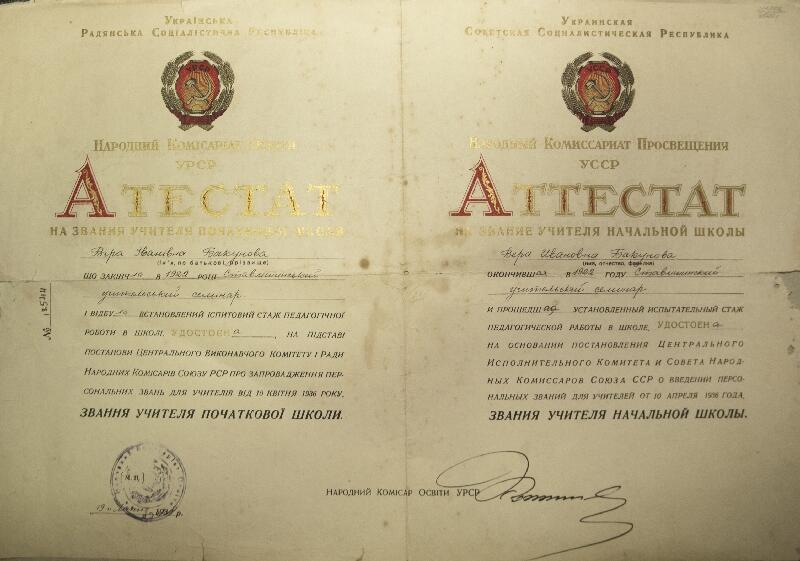 Українська
Радянська Соціалістична Республіка
УРСР
Народний Комісаріат Освіти
УРСР
Атестат
на звання учителя початкової школи
Віра Іванівна Бакунова
(ім'я, по батькові, прізвище)
що закінчила в 1922 році
учительський семінар
і відбула встановлений іспитовий стаж педагогічної
роботи в школі, удостоєна, на підставі
постанови Центрального Виконавчого Комітету і Ради
Народних Комісарів Союзу РСР про запровадження пер-
сональних звань для учителів від 10 квітня 1936 року,
звання учителя початкової школи.
М. П.
19
р.
№
Украинская
Советская Социалистическая Республика
УССР
Народный Комиссариат Просвещения
УССР
Аттестат
на звание учителя начальной школы
Вера Ивановна Бакунова
(имя, отчество, фамилия)
окончившая в 1922 году
учительский семинар
и прошедшая установленный испытательный стаж
педагогической работы в школе, удостоена
на основании постановления Центрального
Исполнительного Комитета и Совета Народ-
ных Комиссаров Союза ССР о введении персо-
нальных званий для учителей от 10 апреля 1936 года,
звания учителя начальной школы.
Народний Комісар Освіти УРСР